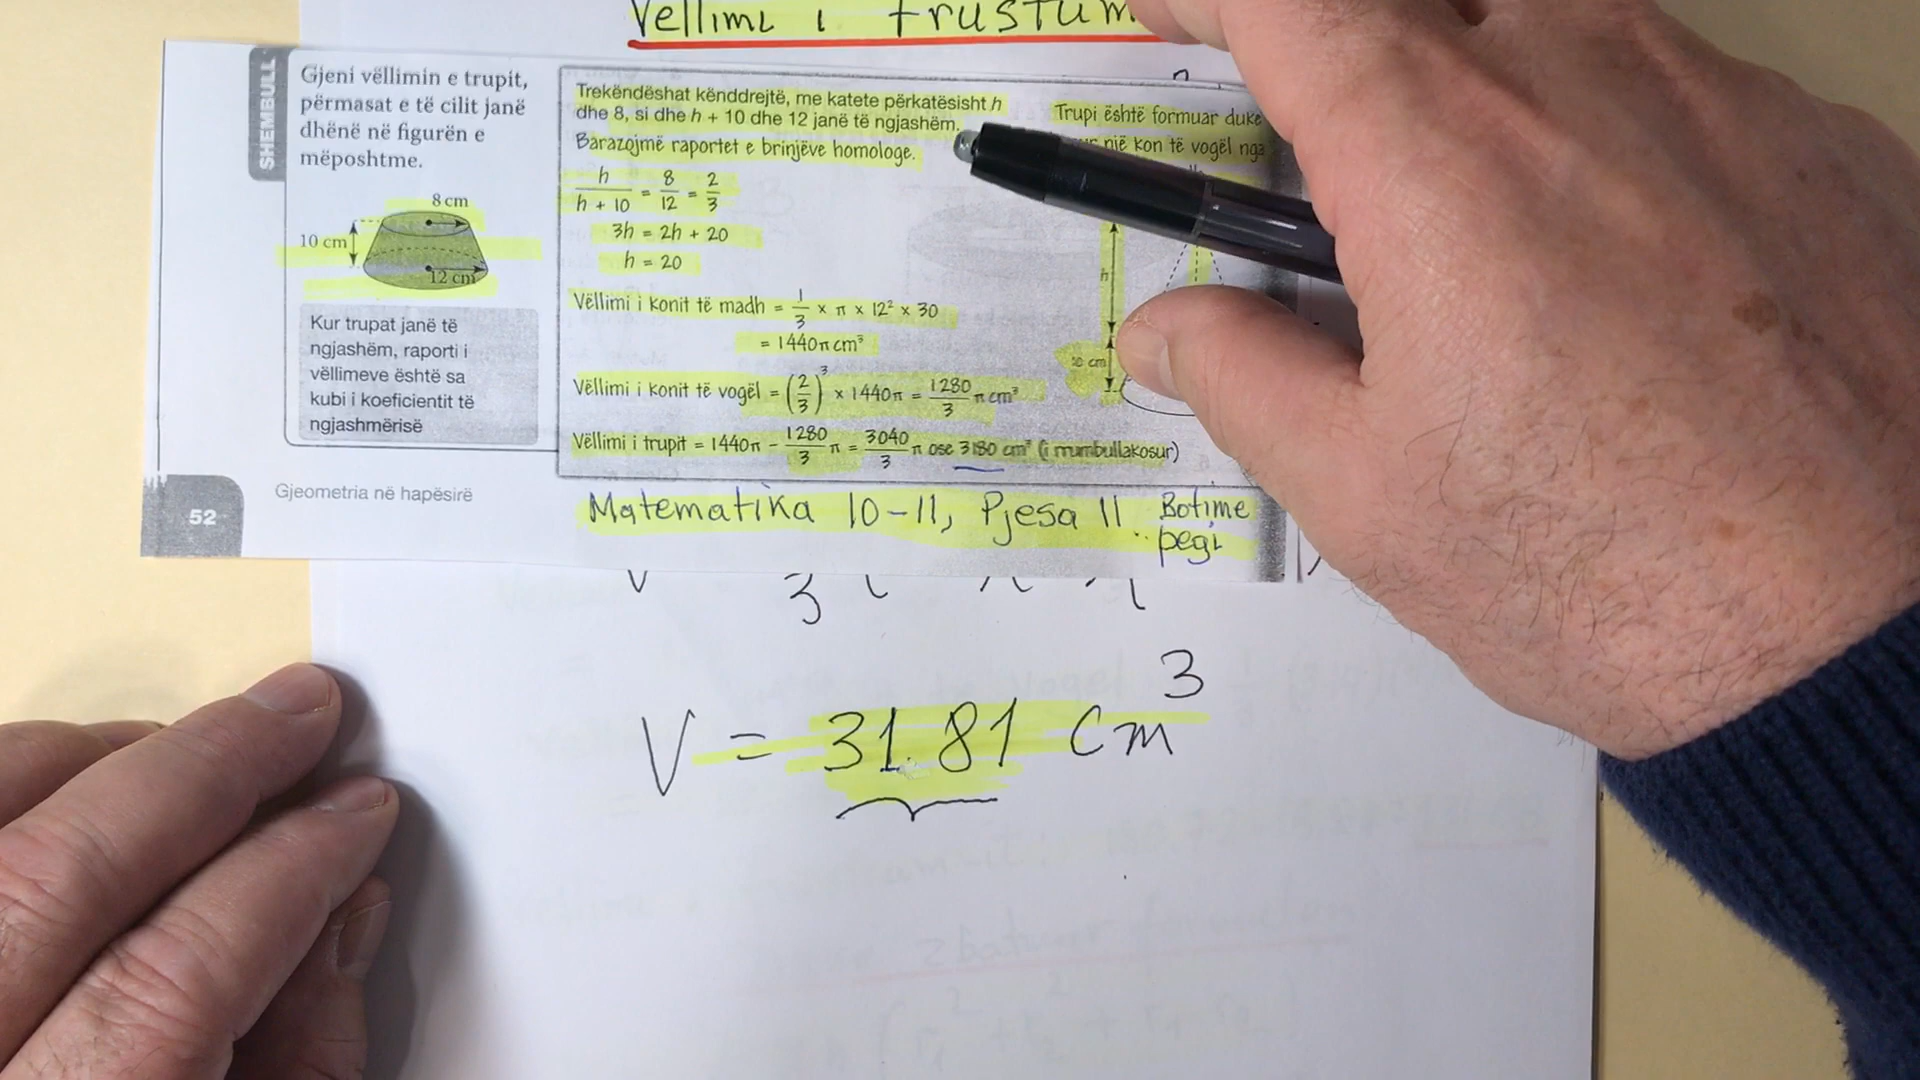 Vëllimi i frustum
SHEMBULL
Gjeni vëllimin e trupit,
përmasat e të cilit janë
dhënë në figurën e
mëposhtme.
8 cm
10 cm
12 cm
Kur trupat janë të
ngjashëm, raporti i
vëllimeve është sa
kubi i koeficientit të
ngjashmërisë
Trekëndëshat kënddrejtë, me katete përkatësisht h
dhe 8, si dhe h + 10 dhe 12 janë të ngjashëm.
Barazojmë raportet e brinjëve homologe.
h/(h + 10) = 8/12 = 2/3
3h = 2h + 20
h = 20
Vëllimi i konit të madh = 1/3 × π × 12² × 30
= 1440π cm³
Vëllimi i konit të vogël = (2/3)³ × 1440π = 1280/3 π cm³
Vëllimi i trupit = 1440π - 1280/3 π = 3040/3 π ose 3180 cm³ (i rrumbullakosur)
Trupi është formuar duke
një kon të vogël nga
h
10 cm
52
Gjeometria në hapësirë
Matematika 10-11, Pjesa II
Botime
pegi
3
V = 31.81 cm³